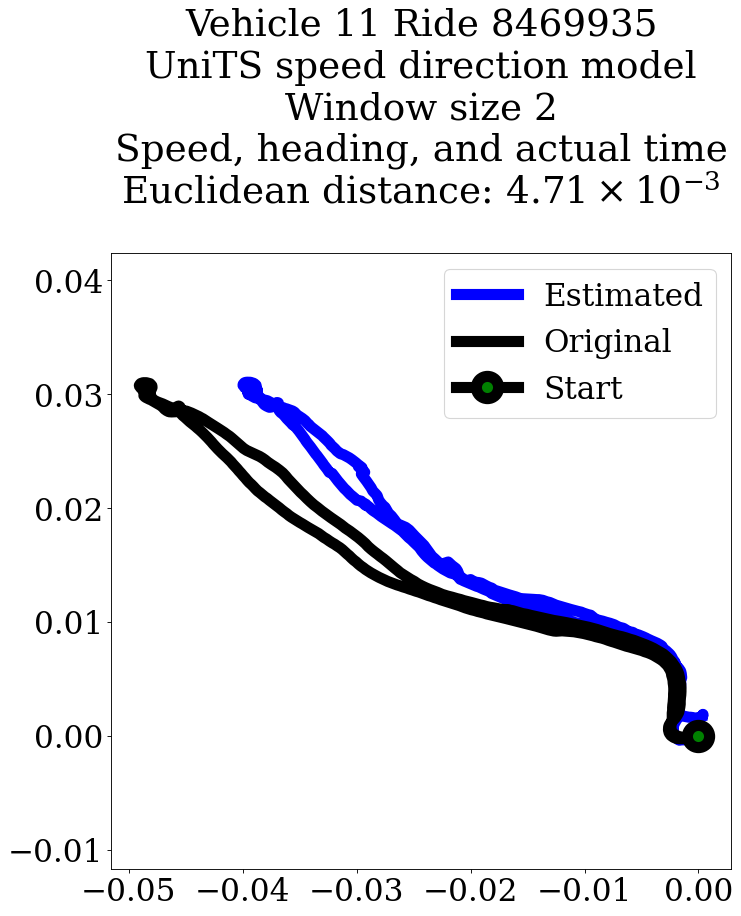 Vehicle 11 Ride 8469935
UniTS speed direction model
Window size 2
Speed, heading, and actual time
Euclidean distance: 4.71 × 10⁻³
Estimated
Original
Start
0.04
0.03
0.02
0.01
0.00
−0.01
−0.05 −0.04 −0.03 −0.02 −0.01 0.00